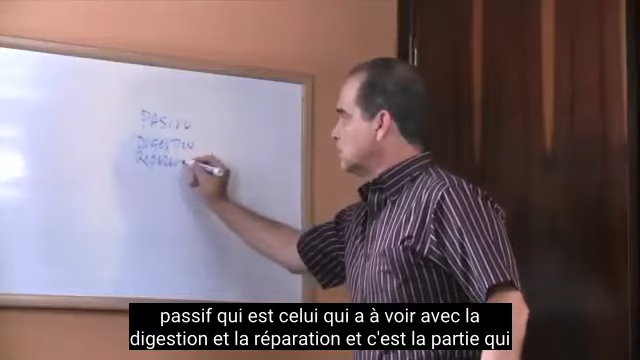 PASIVO
DIGESTION
passif qui est celui qui a à voir avec la
digestion et la réparation et c'est la partie qui